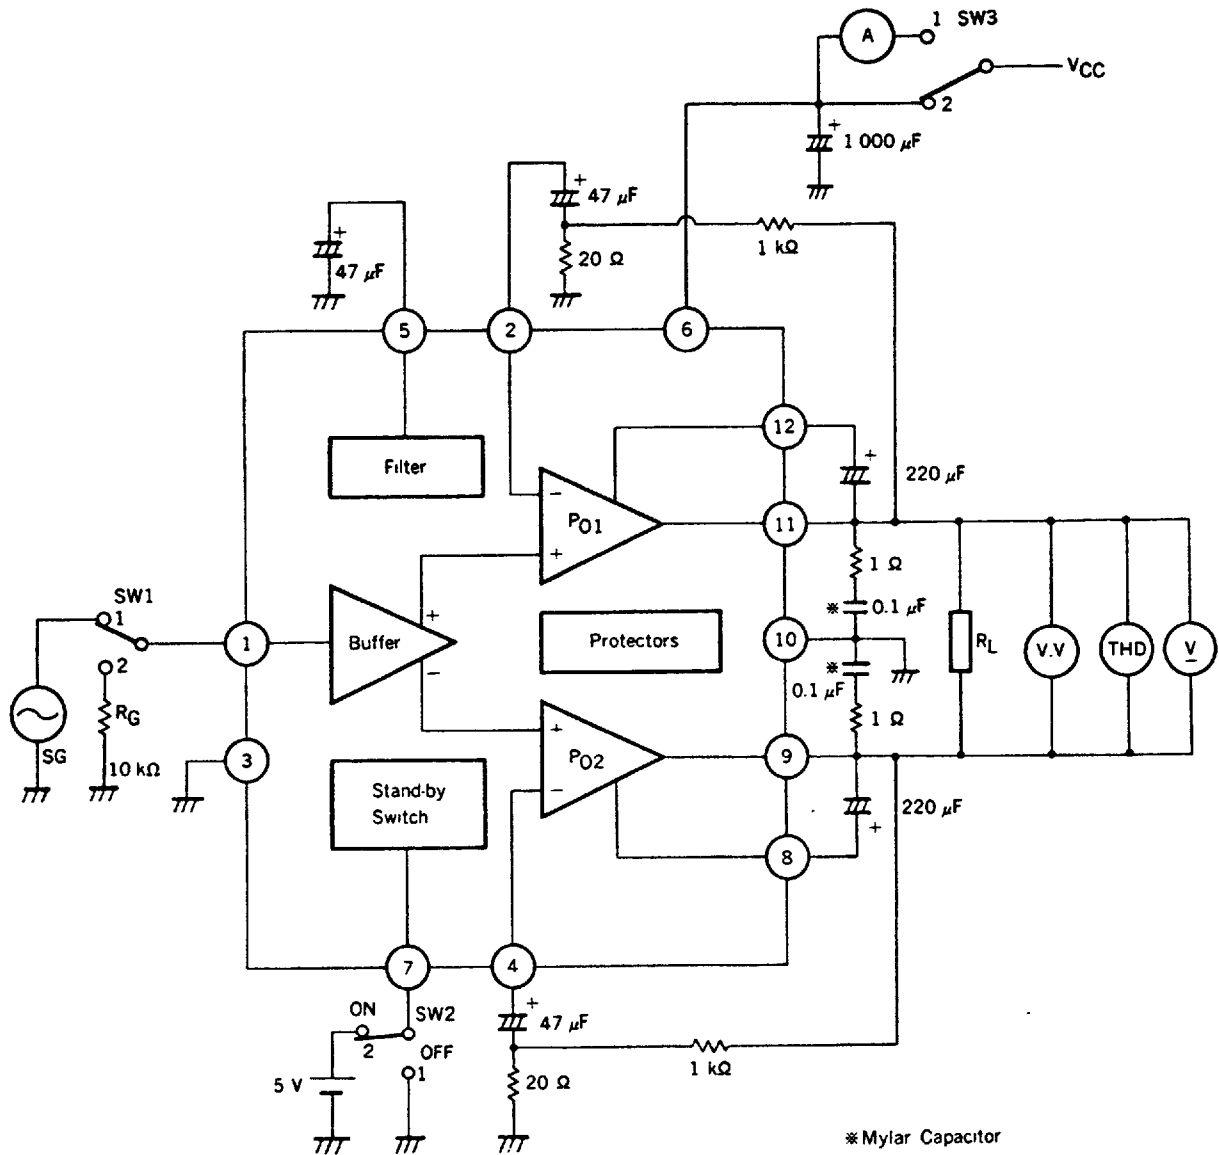 A
1 SW3
VCC
2
+
1 000 μF
+
47 μF
+
47 μF
20 Ω
1 kΩ
5
2
6
12
Filter
+
220 μF
−
PO1
+
11
1 Ω
SW1
1
※ 0.1 μF
1
Buffer
+
−
Protectors
10
RL
V.V
THD
V
2
※
0.1 μF
RG
1 Ω
SG
10 kΩ
3
+
PO2
−
9
Stand-by
Switch
220 μF
+
8
7
4
ON
SW2
+
47 μF
2
OFF
1
1 kΩ
5 V
20 Ω
※Mylar Capacitor